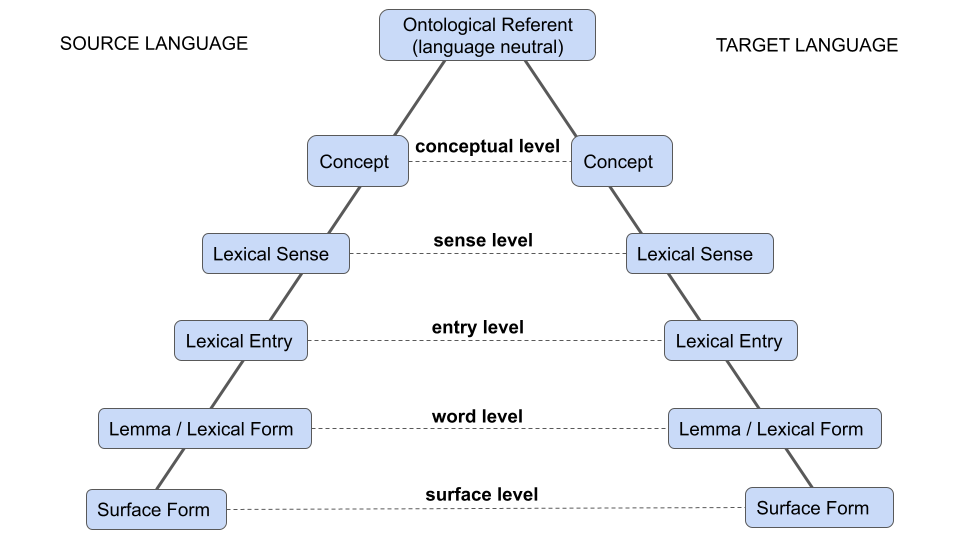 Ontological Referent
(language neutral)
SOURCE LANGUAGE
TARGET LANGUAGE
Concept
conceptual level
Concept
Lexical Sense
sense level
Lexical Sense
Lexical Entry
entry level
Lexical Entry
Lemma / Lexical Form
word level
Lemma / Lexical Form
Surface Form
surface level
Surface Form